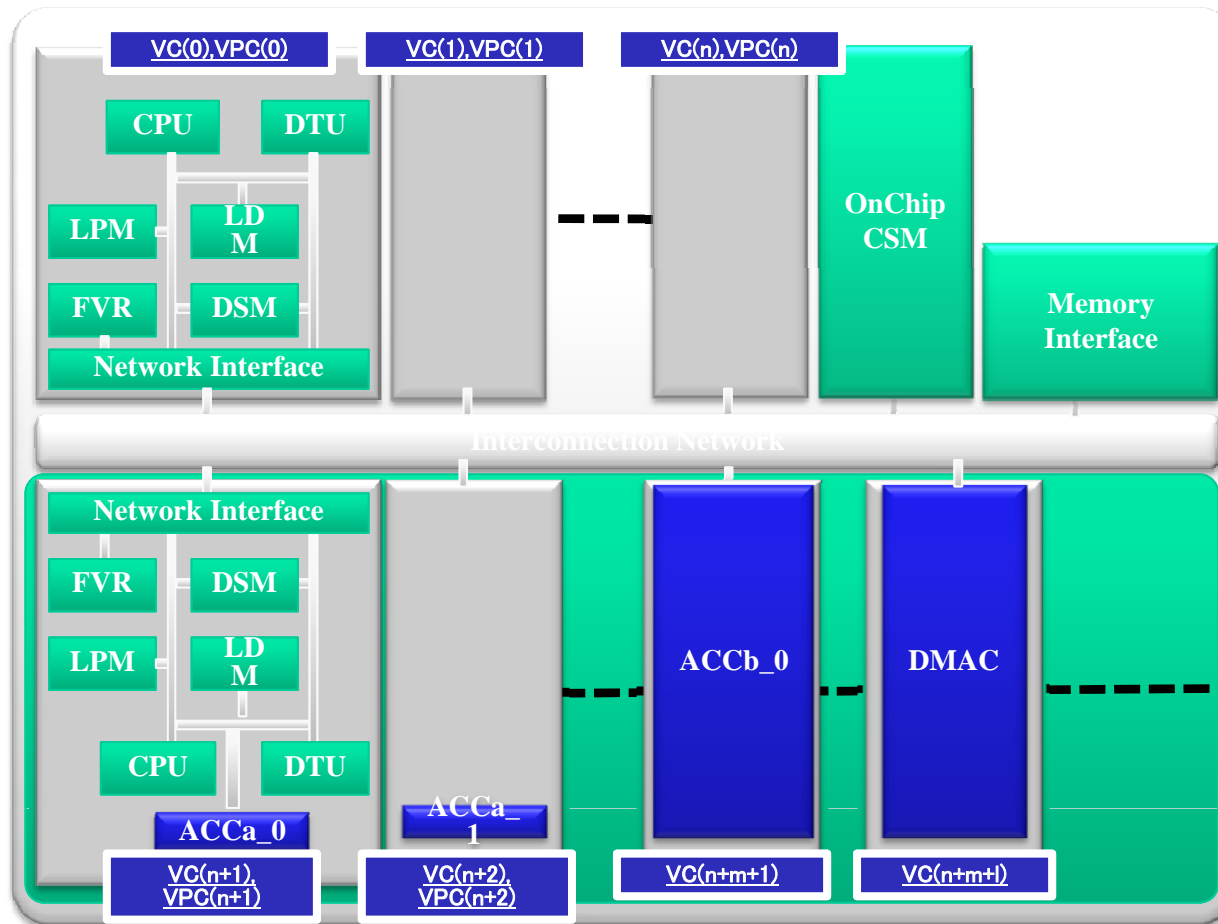 VC(0),VPC(0)
VC(1),VPC(1)
VC(n),VPC(n)
CPU
DTU
LPM
LD
M
FVR
DSM
Network Interface
OnChip
CSM
Memory
Interface
Interconnection Network
Network Interface
FVR
DSM
LPM
LD
M
CPU
DTU
ACCa_0
ACCa_
1
ACCb_0
DMAC
VC(n+1),
VPC(n+1)
VC(n+2),
VPC(n+2)
VC(n+m+1)
VC(n+m+l)